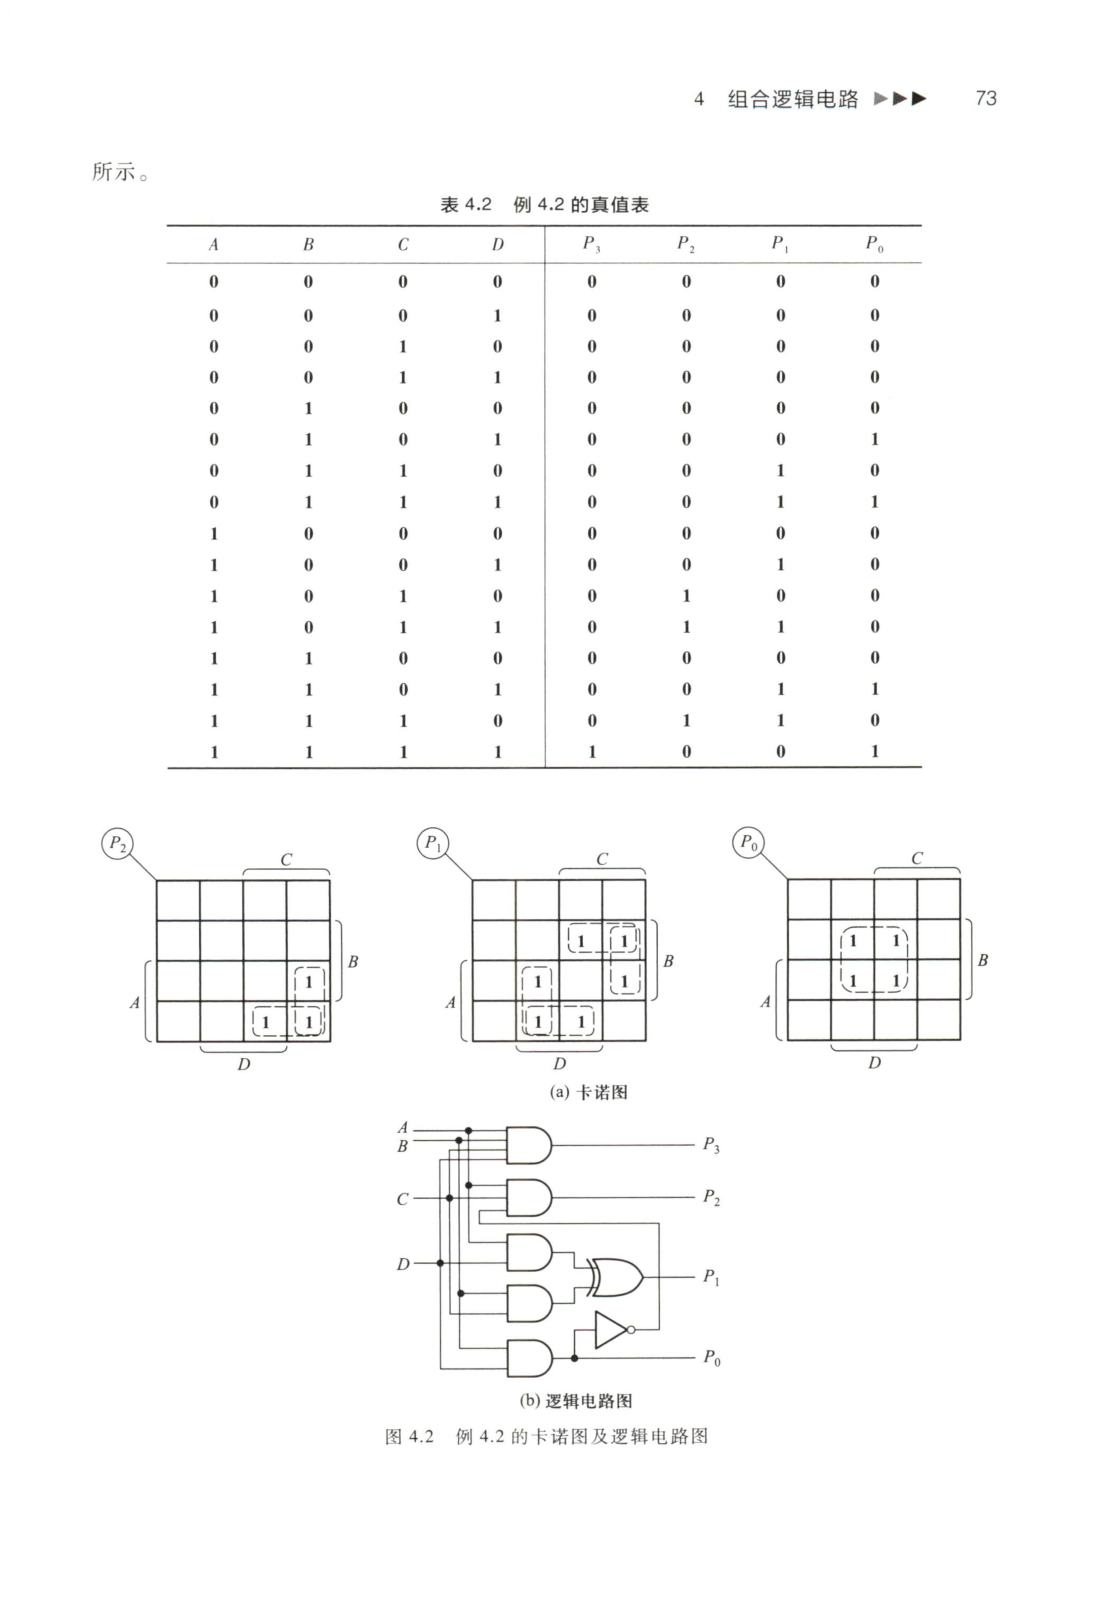 4 组合逻辑电路 ▶▶▶ 73
所示。
表 4.2 例 4.2 的真值表
A B C D P₃ P₂ P₁ P₀
0 0 0 0 0 0 0 0
0 0 0 1 0 0 0 0
0 0 1 0 0 0 0 0
0 0 1 1 0 0 0 0
0 1 0 0 0 0 0 0
0 1 0 1 0 0 0 1
0 1 1 0 0 0 1 0
0 1 1 1 0 0 1 1
1 0 0 0 0 0 0 0
1 0 0 1 0 0 1 0
1 0 1 0 0 1 0 0
1 0 1 1 0 1 1 0
1 1 0 0 0 0 0 0
1 1 0 1 0 0 1 1
1 1 1 0 0 1 1 0
1 1 1 1 1 0 0 1
P₂ P₁ P₀
C C C
1 1 1 1
B B B
1 1 1 1 1
A A A
1 1 1 1
D D D
(a) 卡诺图
A
B P₃
C P₂
D P₁
P₀
(b) 逻辑电路图
图 4.2 例 4.2 的卡诺图及逻辑电路图